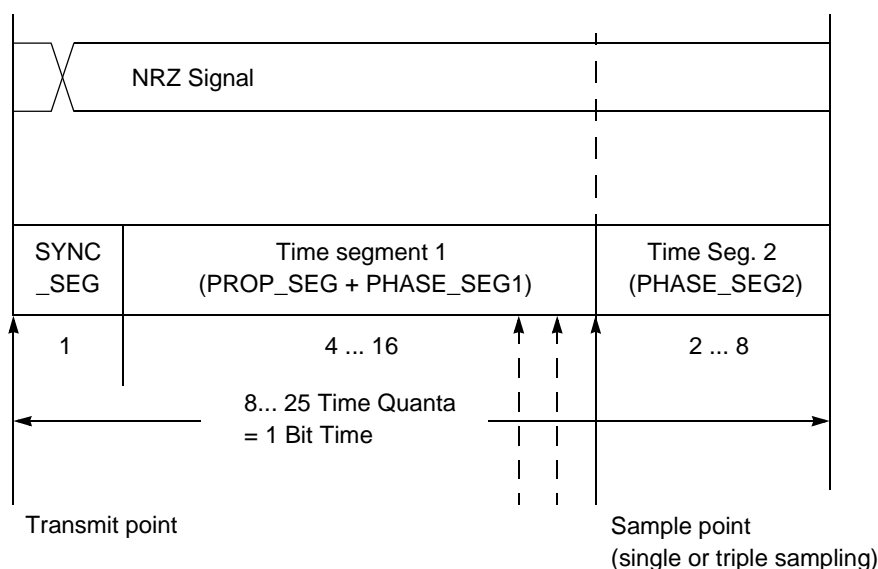 NRZ Signal
SYNC
_SEG
Time segment 1
(PROP_SEG + PHASE_SEG1)
Time Seg. 2
(PHASE_SEG2)
1
4 ... 16
2 ... 8
8... 25 Time Quanta
= 1 Bit Time
Transmit point
Sample point
(single or triple sampling)